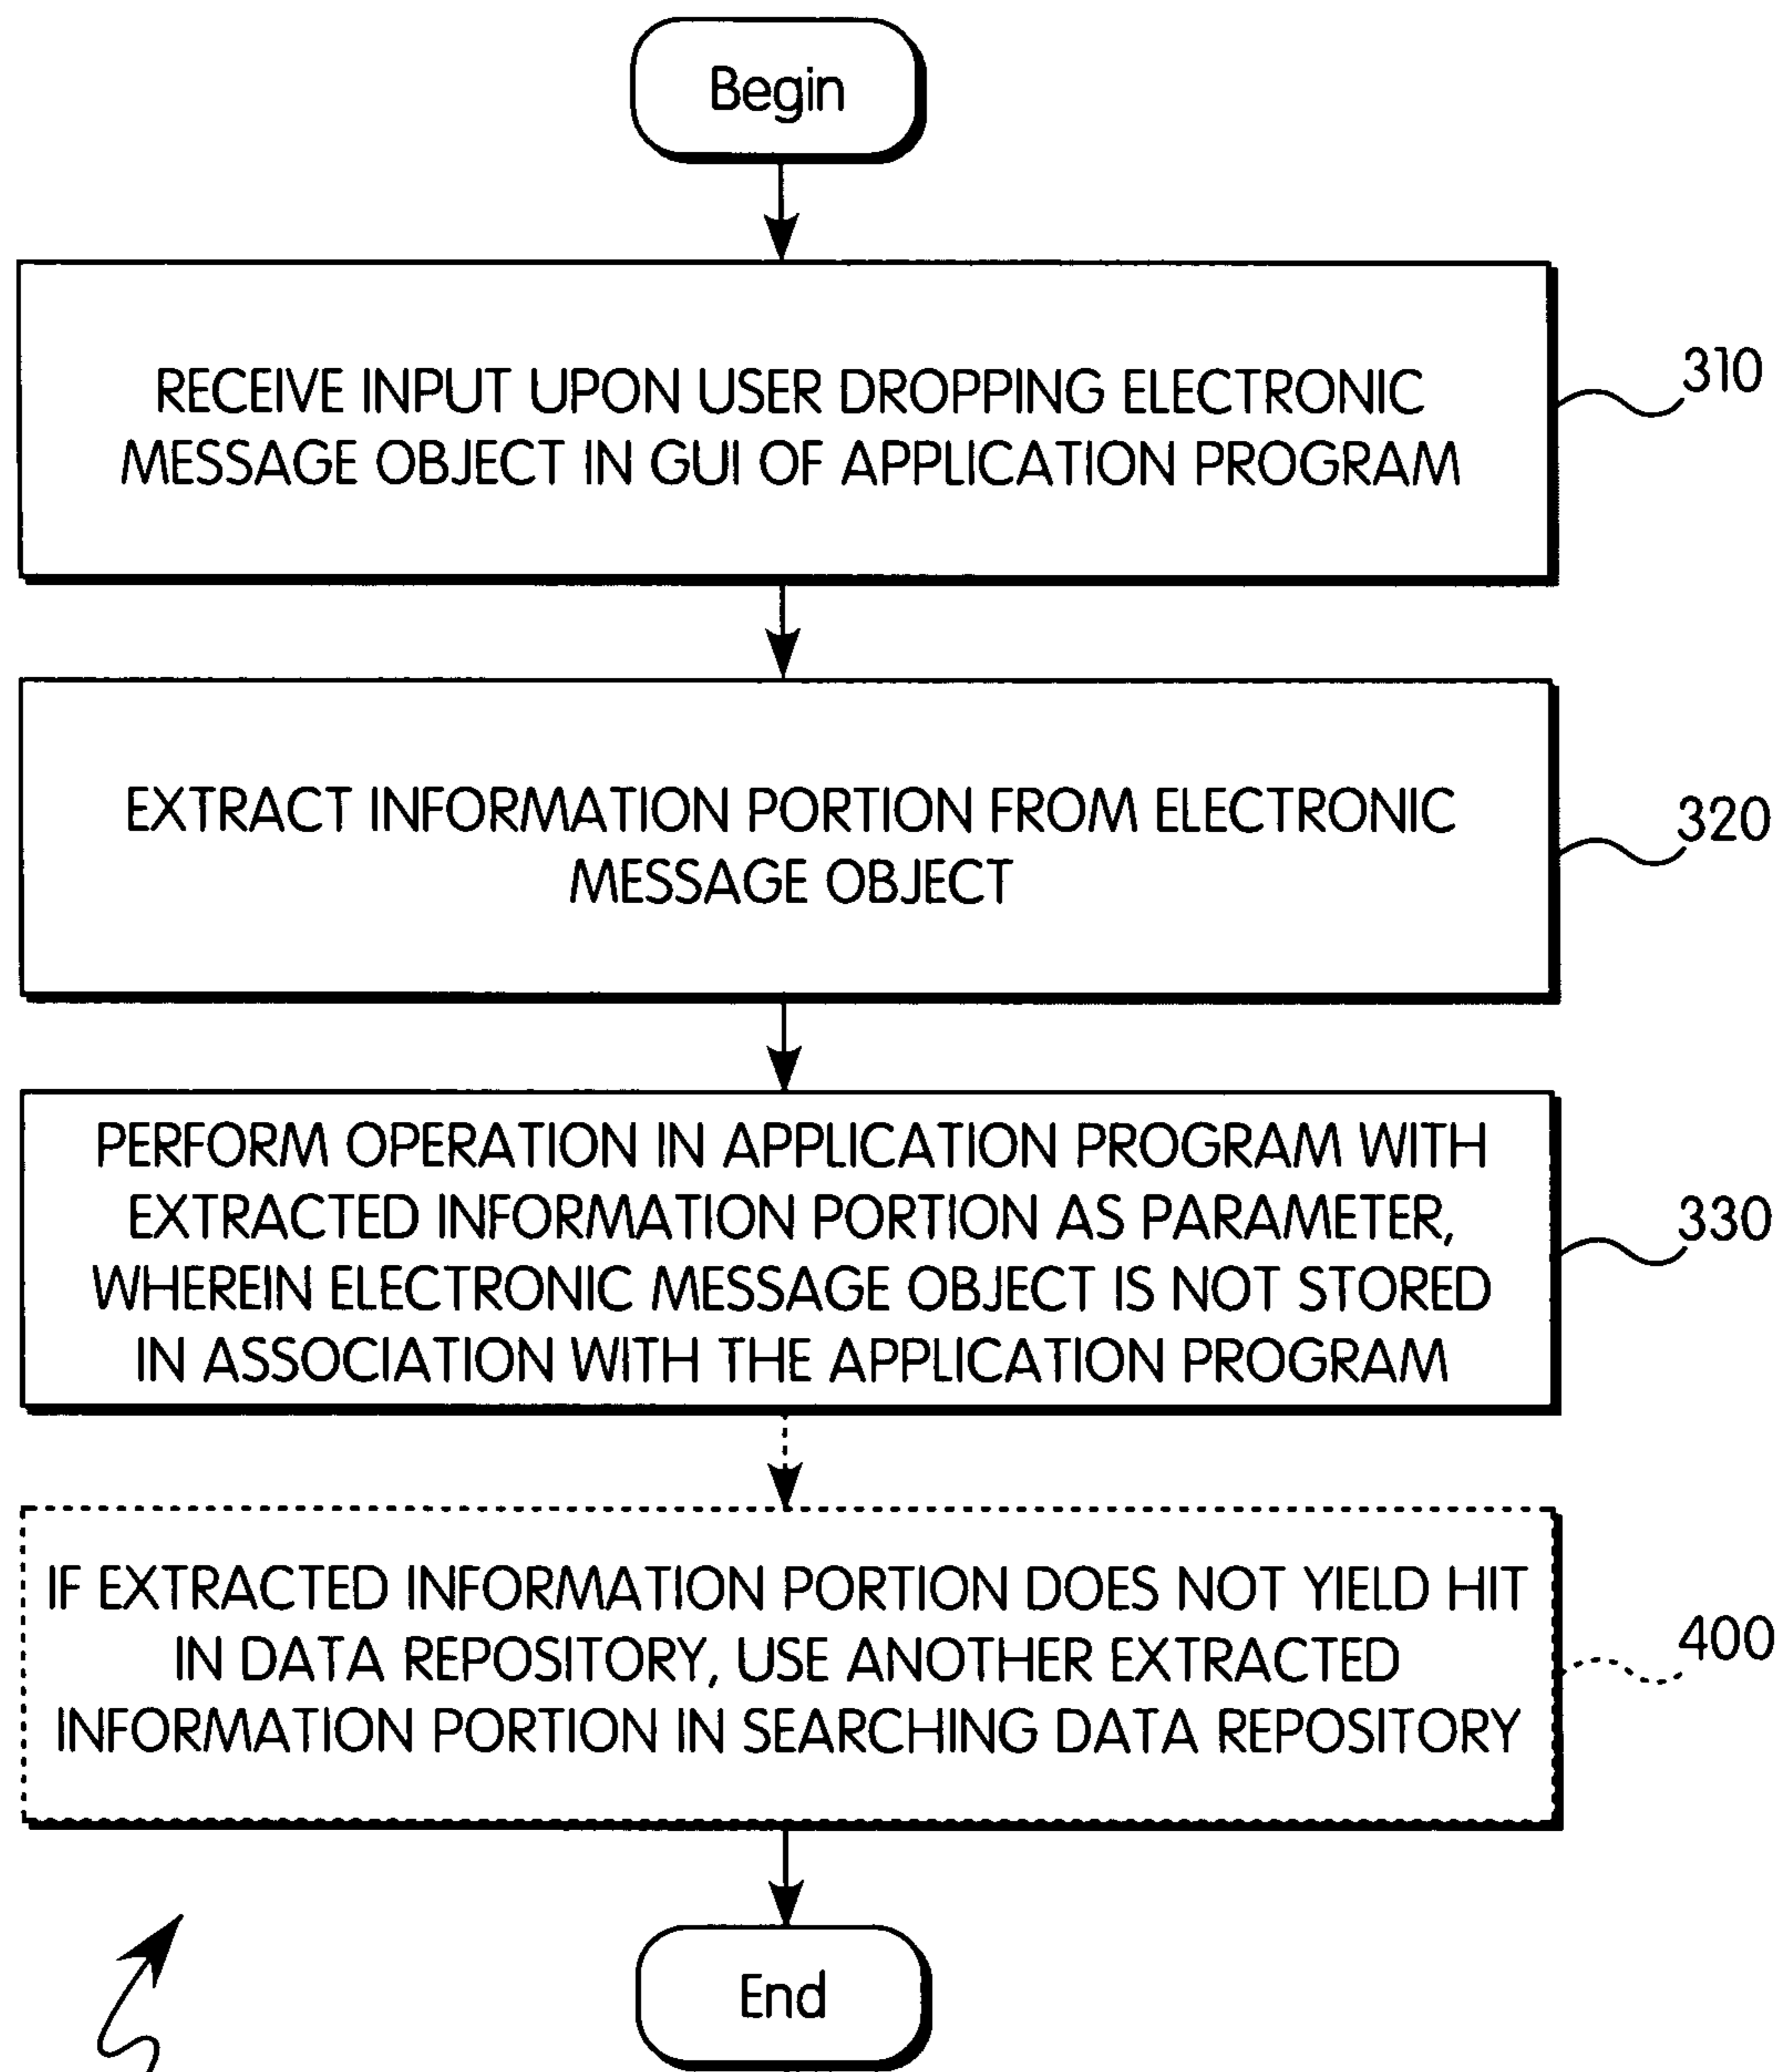 Begin
RECEIVE INPUT UPON USER DROPPING ELECTRONIC
MESSAGE OBJECT IN GUI OF APPLICATION PROGRAM
310
EXTRACT INFORMATION PORTION FROM ELECTRONIC
MESSAGE OBJECT
320
PERFORM OPERATION IN APPLICATION PROGRAM WITH
EXTRACTED INFORMATION PORTION AS PARAMETER,
WHEREIN ELECTRONIC MESSAGE OBJECT IS NOT STORED
IN ASSOCIATION WITH THE APPLICATION PROGRAM
330
IF EXTRACTED INFORMATION PORTION DOES NOT YIELD HIT
IN DATA REPOSITORY, USE ANOTHER EXTRACTED
INFORMATION PORTION IN SEARCHING DATA REPOSITORY
400
End